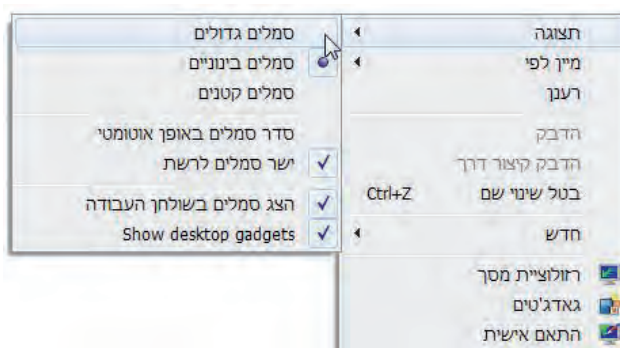 תצוגה
מיין לפי
רענן
הדבק
הדבק קיצור דרך
בטל שינוי שם Ctrl+Z
חדש
רזולוציית מסך
גאדג'טים
התאם אישית
סמלים גדולים
סמלים בינוניים
סמלים קטנים
סדר סמלים באופן אוטומטי
ישר סמלים לרשת
הצג סמלים בשולחן העבודה
Show desktop gadgets